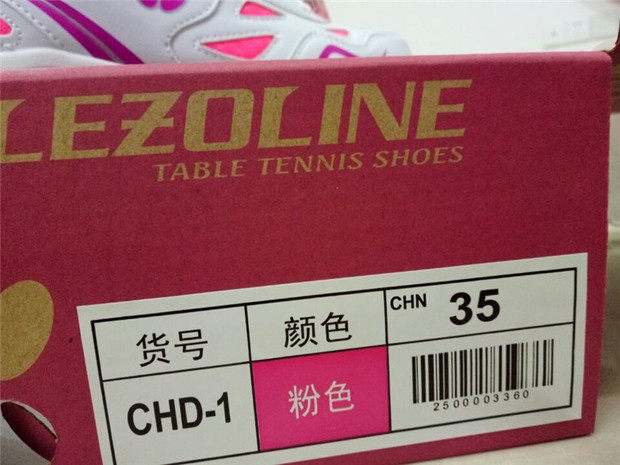 LEZOLINE
TABLE TENNIS SHOES
货号 颜色 CHN 35
CHD-1 粉色
2500003360